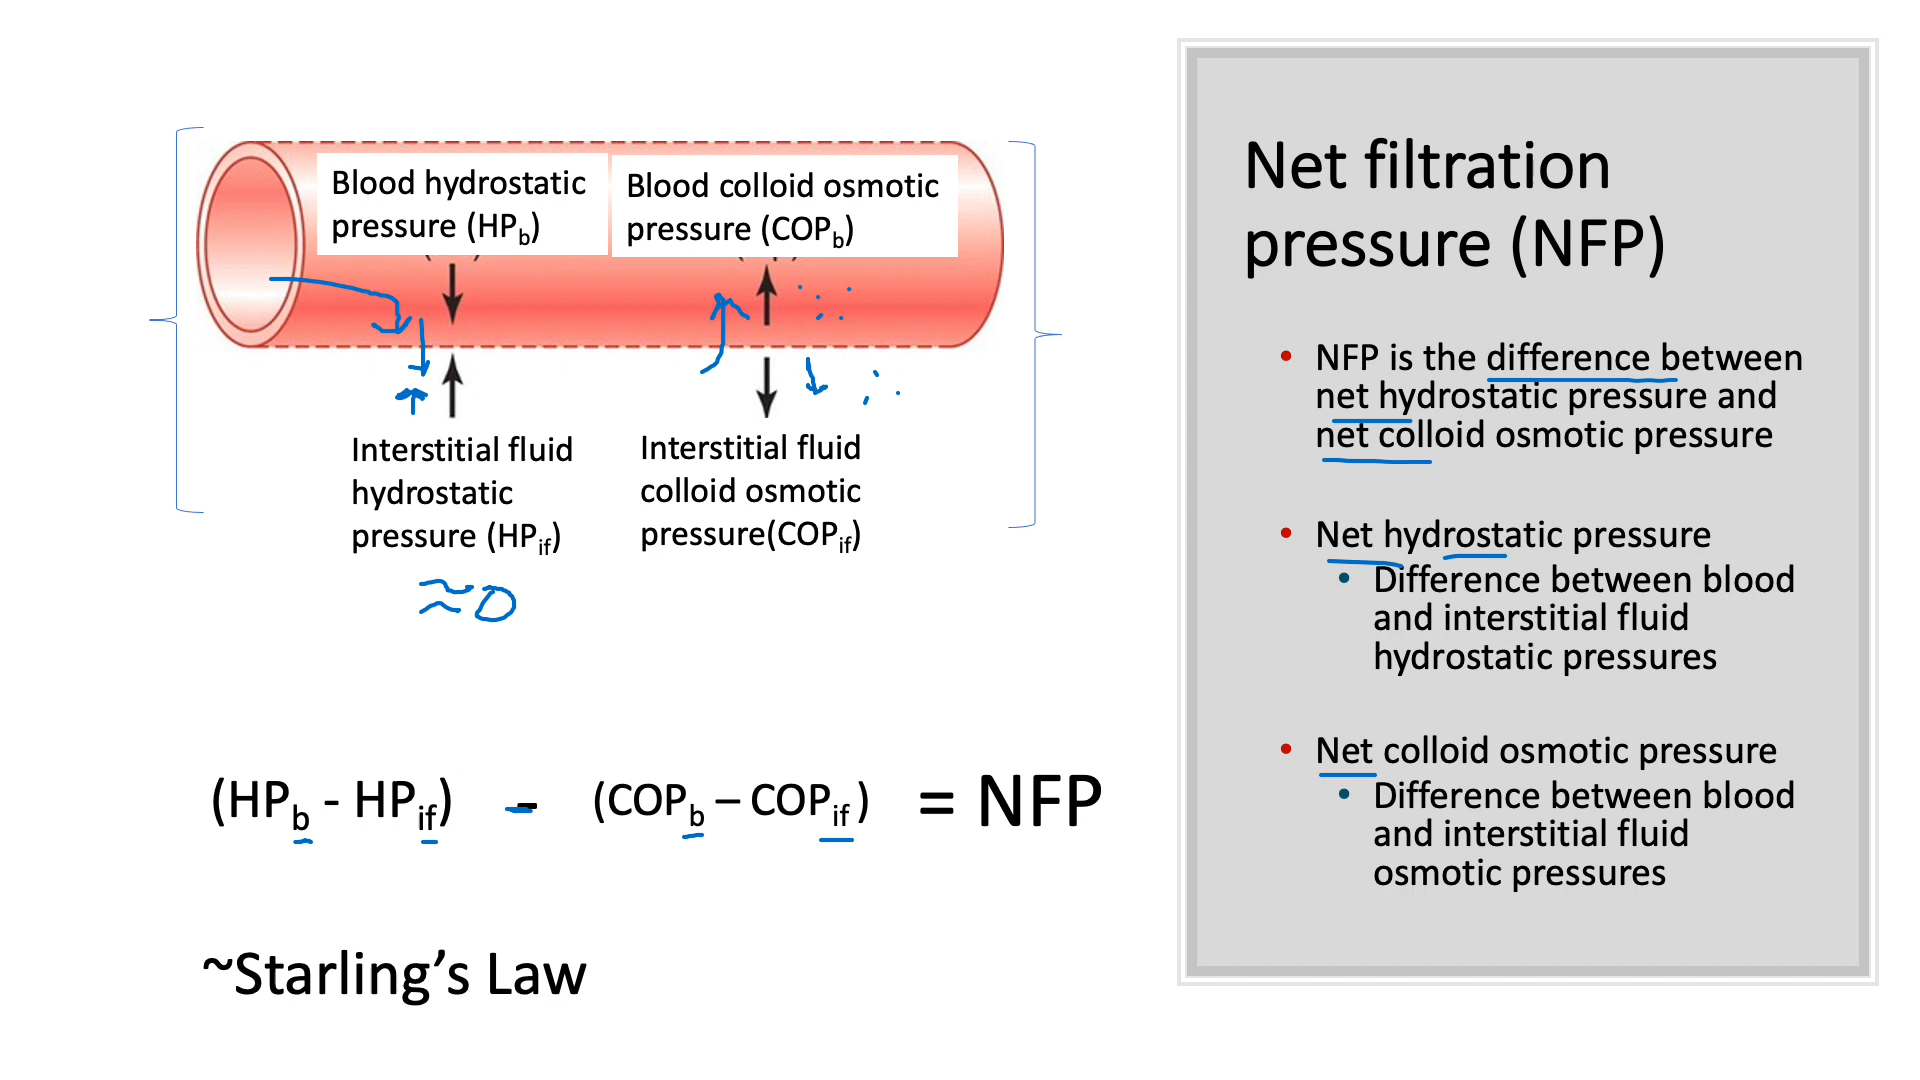 Blood hydrostatic
pressure (HPb)
Blood colloid osmotic
pressure (COPb)
Interstitial fluid
hydrostatic
pressure (HPif)
≈0
Interstitial fluid
colloid osmotic
pressure(COPif)
(HPb - HPif) - (COPb – COPif ) = NFP
~Starling’s Law
Net filtration
pressure (NFP)
• NFP is the difference between
net hydrostatic pressure and
net colloid osmotic pressure
• Net hydrostatic pressure
• Difference between blood
and interstitial fluid
hydrostatic pressures
• Net colloid osmotic pressure
• Difference between blood
and interstitial fluid
osmotic pressures